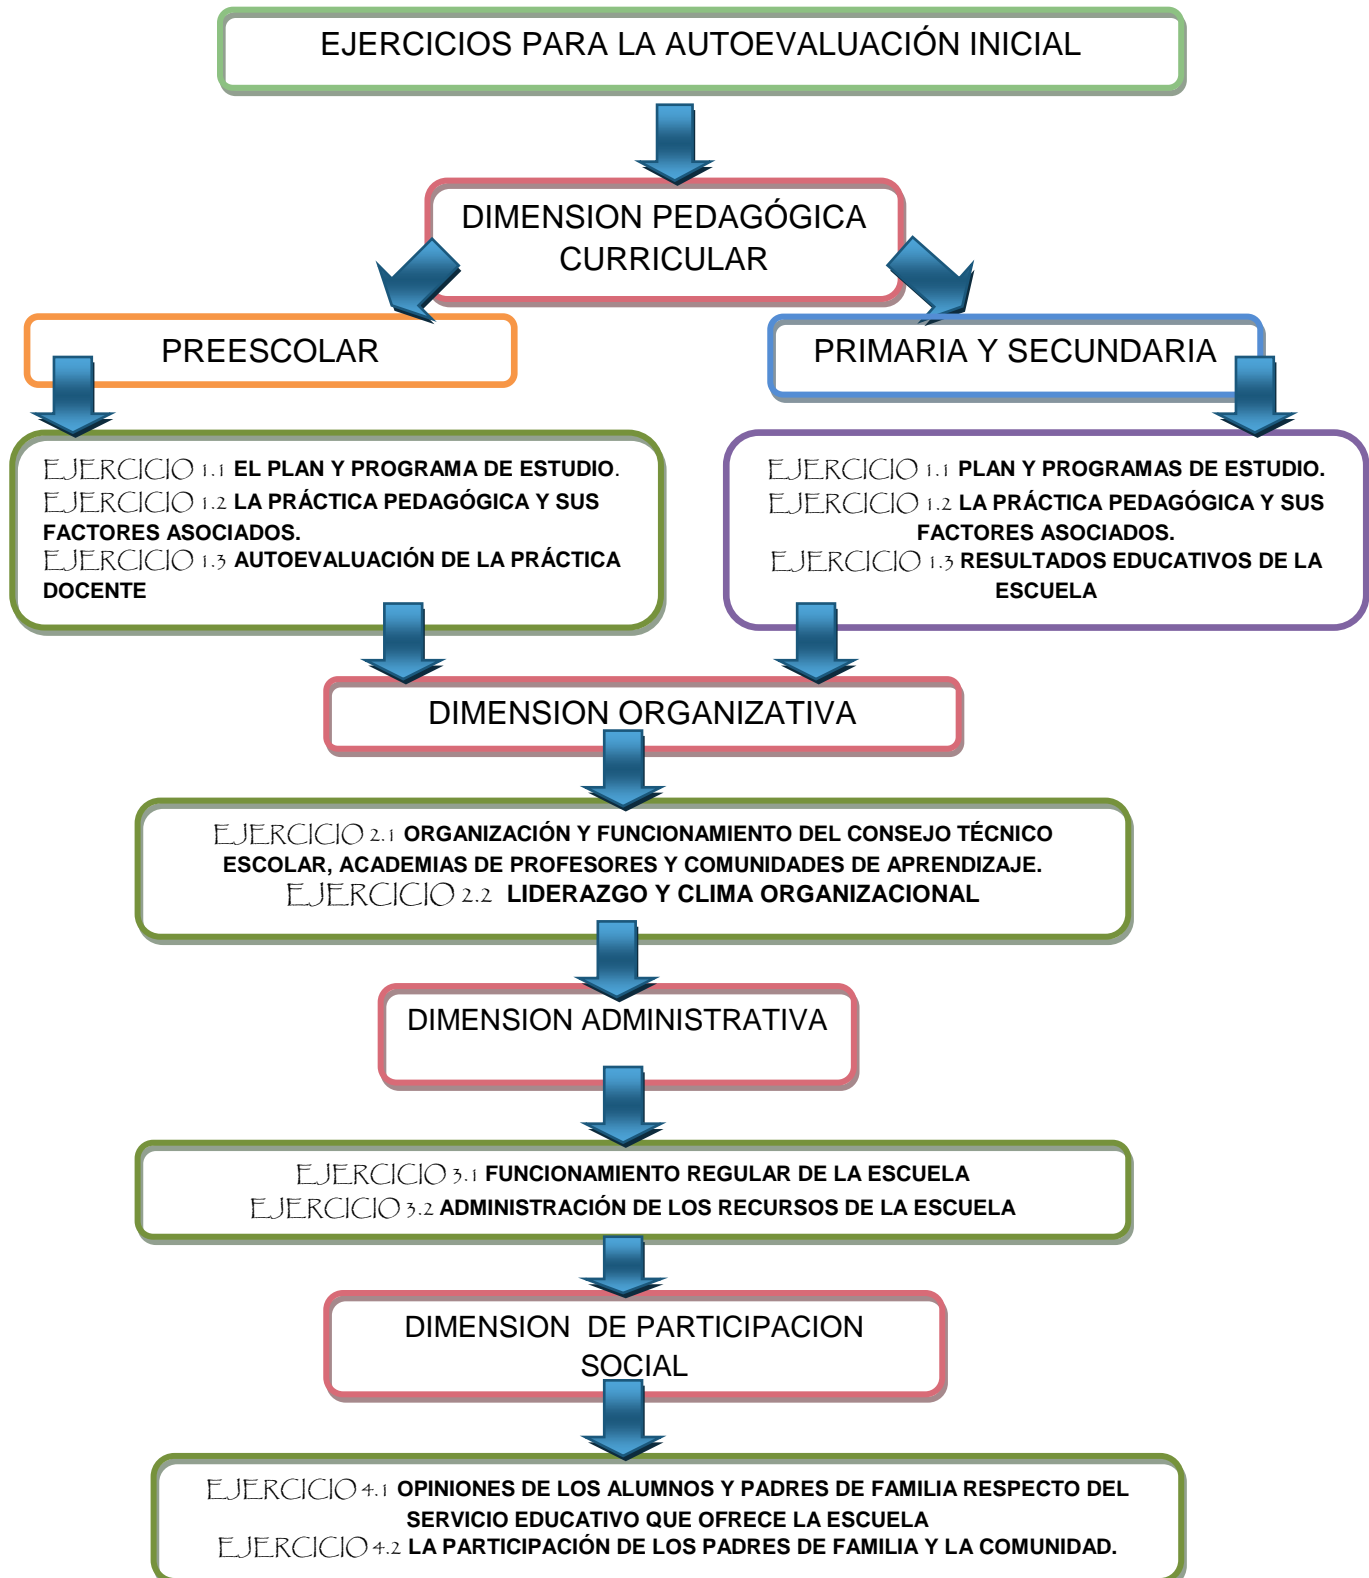 EJERCICIOS PARA LA AUTOEVALUACIÓN INICIAL
DIMENSION PEDAGÓGICA
CURRICULAR
PREESCOLAR
PRIMARIA Y SECUNDARIA
EJERCICIO 1.1 EL PLAN Y PROGRAMA DE ESTUDIO.
EJERCICIO 1.2 LA PRÁCTICA PEDAGÓGICA Y SUS
FACTORES ASOCIADOS.
EJERCICIO 1.3 AUTOEVALUACIÓN DE LA PRÁCTICA
DOCENTE
EJERCICIO 1.1 PLAN Y PROGRAMAS DE ESTUDIO.
EJERCICIO 1.2 LA PRÁCTICA PEDAGÓGICA Y SUS
FACTORES ASOCIADOS.
EJERCICIO 1.3 RESULTADOS EDUCATIVOS DE LA
ESCUELA
DIMENSION ORGANIZATIVA
EJERCICIO 2.1 ORGANIZACIÓN Y FUNCIONAMIENTO DEL CONSEJO TÉCNICO
ESCOLAR, ACADEMIAS DE PROFESORES Y COMUNIDADES DE APRENDIZAJE.
EJERCICIO 2.2 LIDERAZGO Y CLIMA ORGANIZACIONAL
DIMENSION ADMINISTRATIVA
EJERCICIO 3.1 FUNCIONAMIENTO REGULAR DE LA ESCUELA
EJERCICIO 3.2 ADMINISTRACIÓN DE LOS RECURSOS DE LA ESCUELA
DIMENSION DE PARTICIPACION
SOCIAL
EJERCICIO 4.1 OPINIONES DE LOS ALUMNOS Y PADRES DE FAMILIA RESPECTO DEL
SERVICIO EDUCATIVO QUE OFRECE LA ESCUELA
EJERCICIO 4.2 LA PARTICIPACIÓN DE LOS PADRES DE FAMILIA Y LA COMUNIDAD.